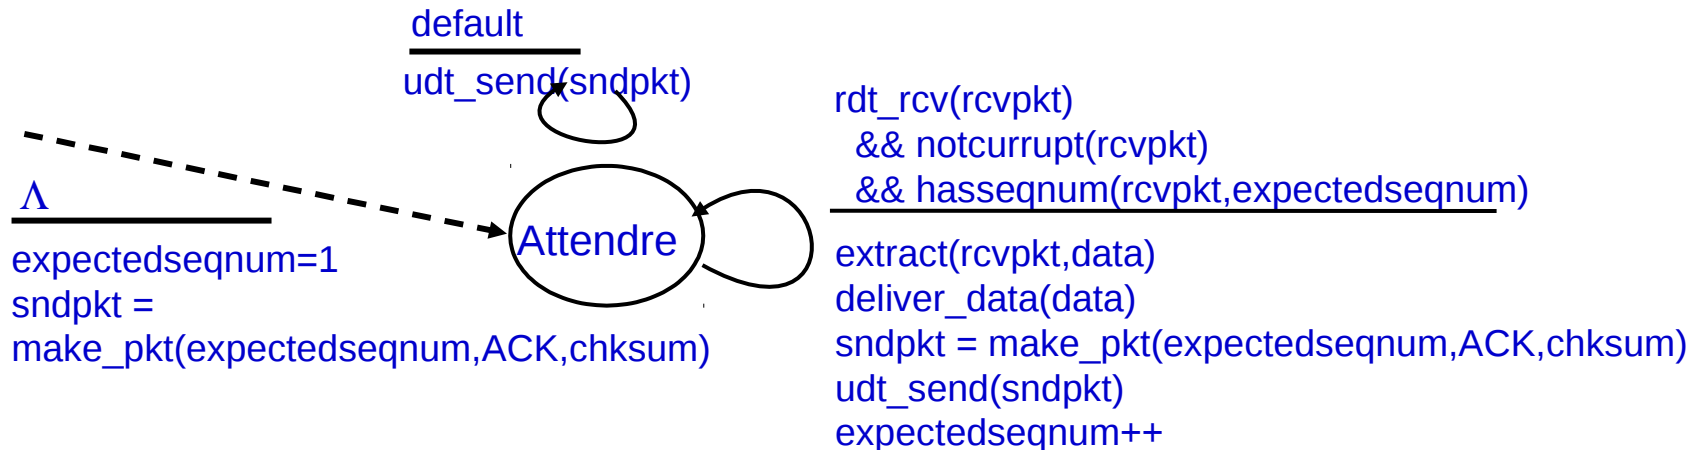 default
udt_send(sndpkt)
Λ
expectedseqnum=1
sndpkt =
make_pkt(expectedseqnum,ACK,chksum)
Attendre
rdt_rcv(rcvpkt)
&& notcurrupt(rcvpkt)
&& hasseqnum(rcvpkt,expectedseqnum)
extract(rcvpkt,data)
deliver_data(data)
sndpkt = make_pkt(expectedseqnum,ACK,chksum)
udt_send(sndpkt)
expectedseqnum++